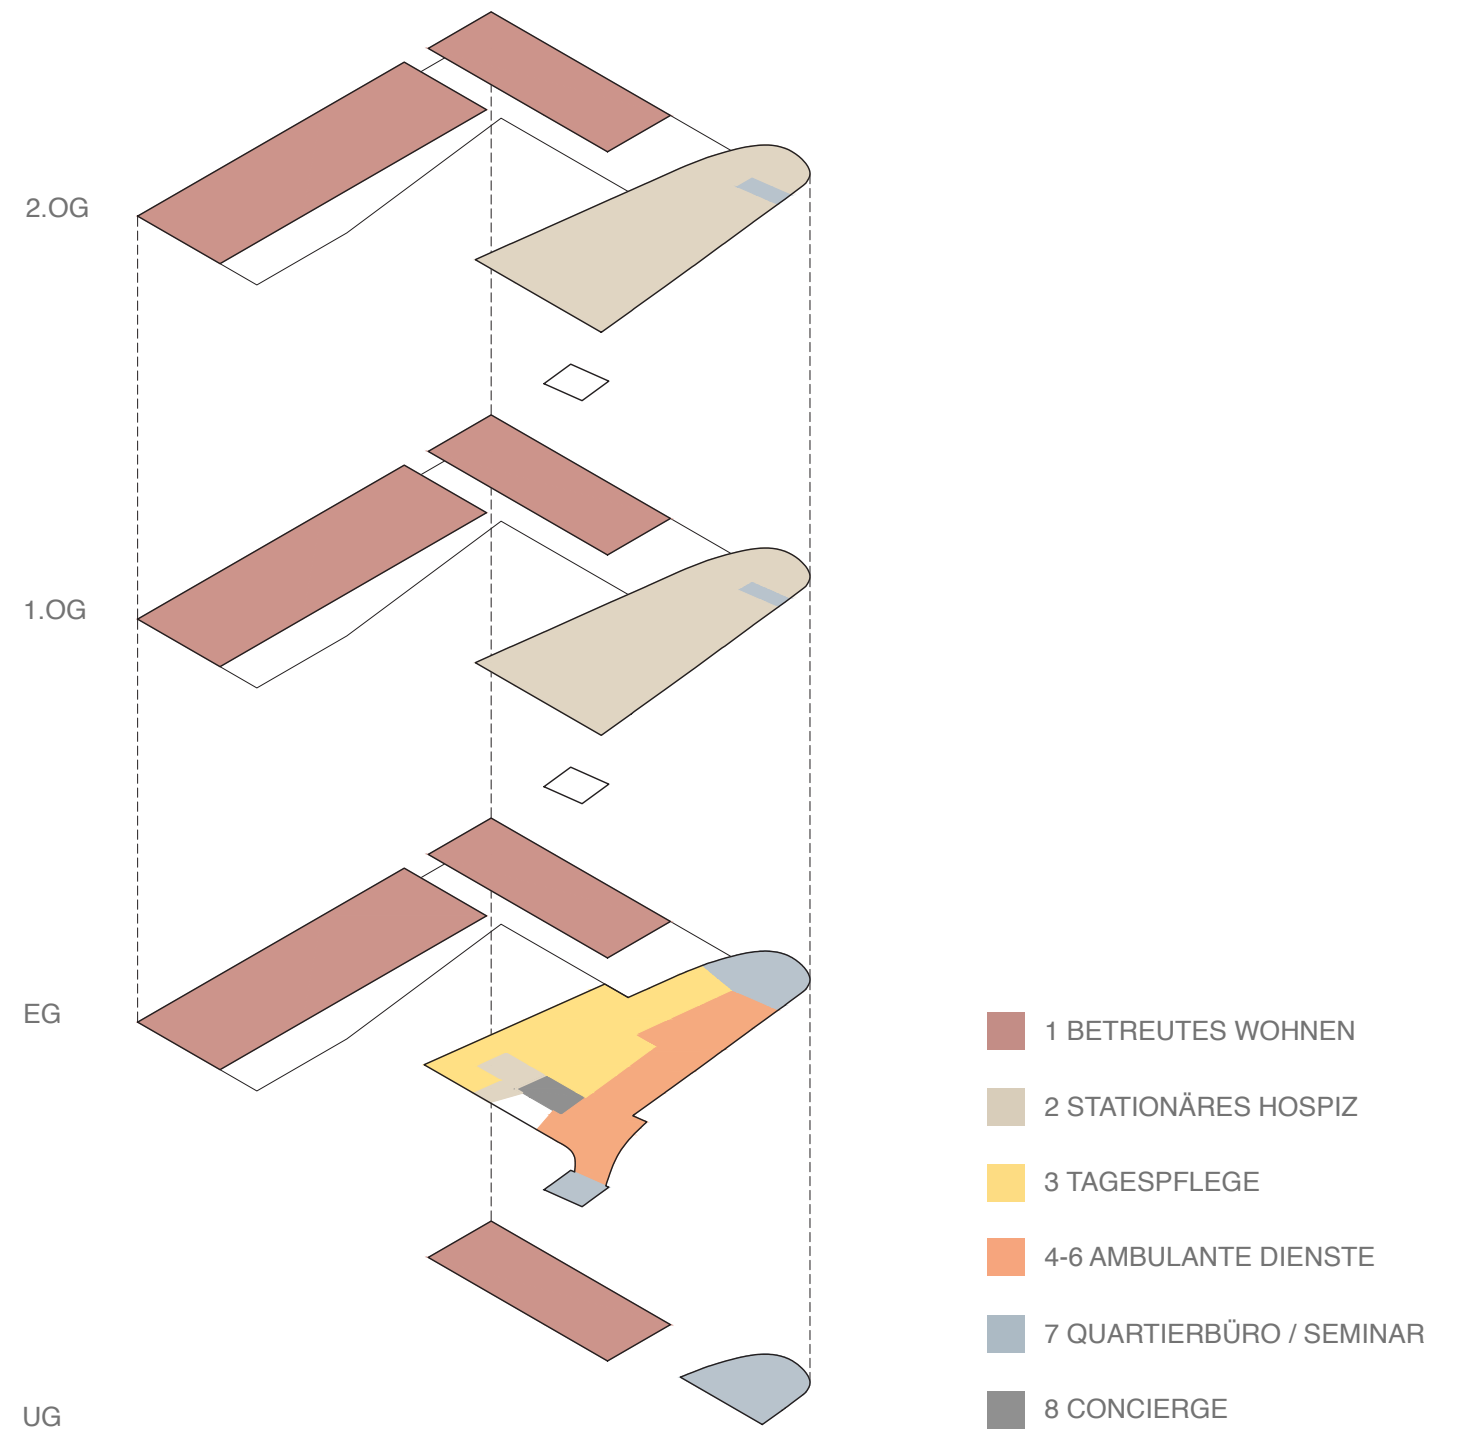 2.OG
1.OG
EG
UG
1 BETREUTES WOHNEN
2 STATIONÄRES HOSPIZ
3 TAGESPFLEGE
4-6 AMBULANTE DIENSTE
7 QUARTIERBÜRO / SEMINAR
8 CONCIERGE